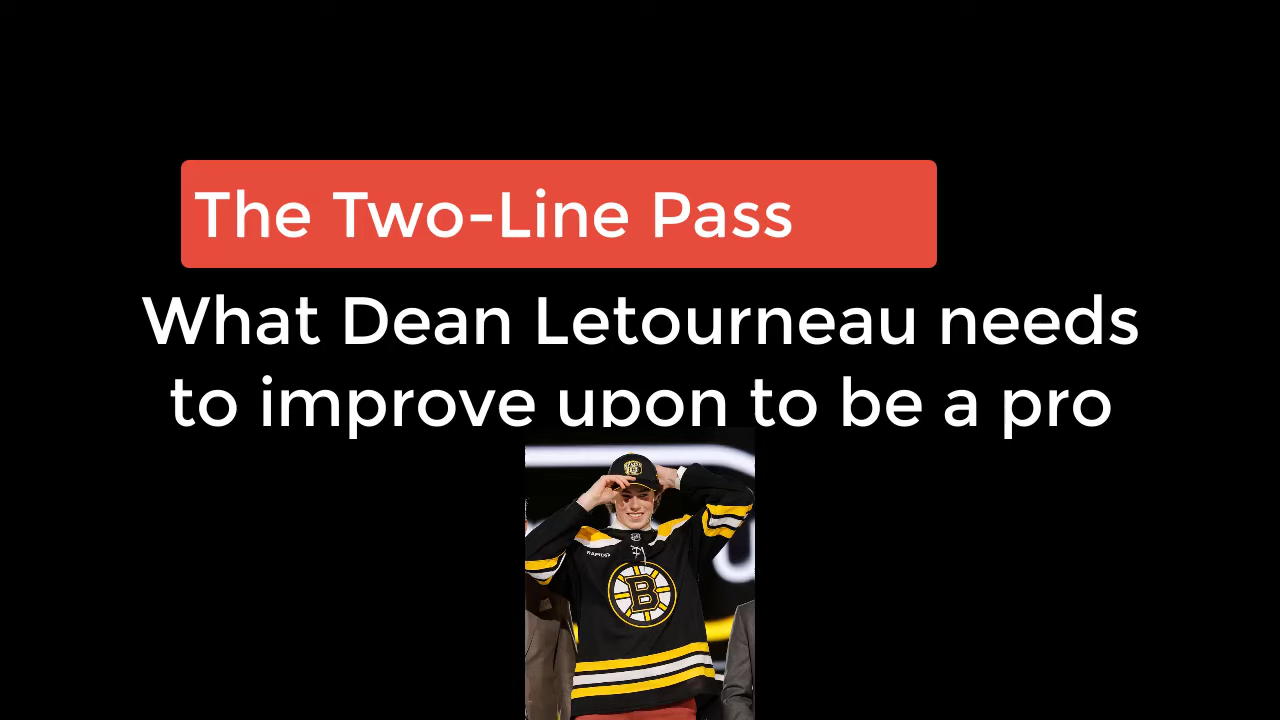 The Two-Line Pass
What Dean Letourneau needs
to improve upon to be a pro
B